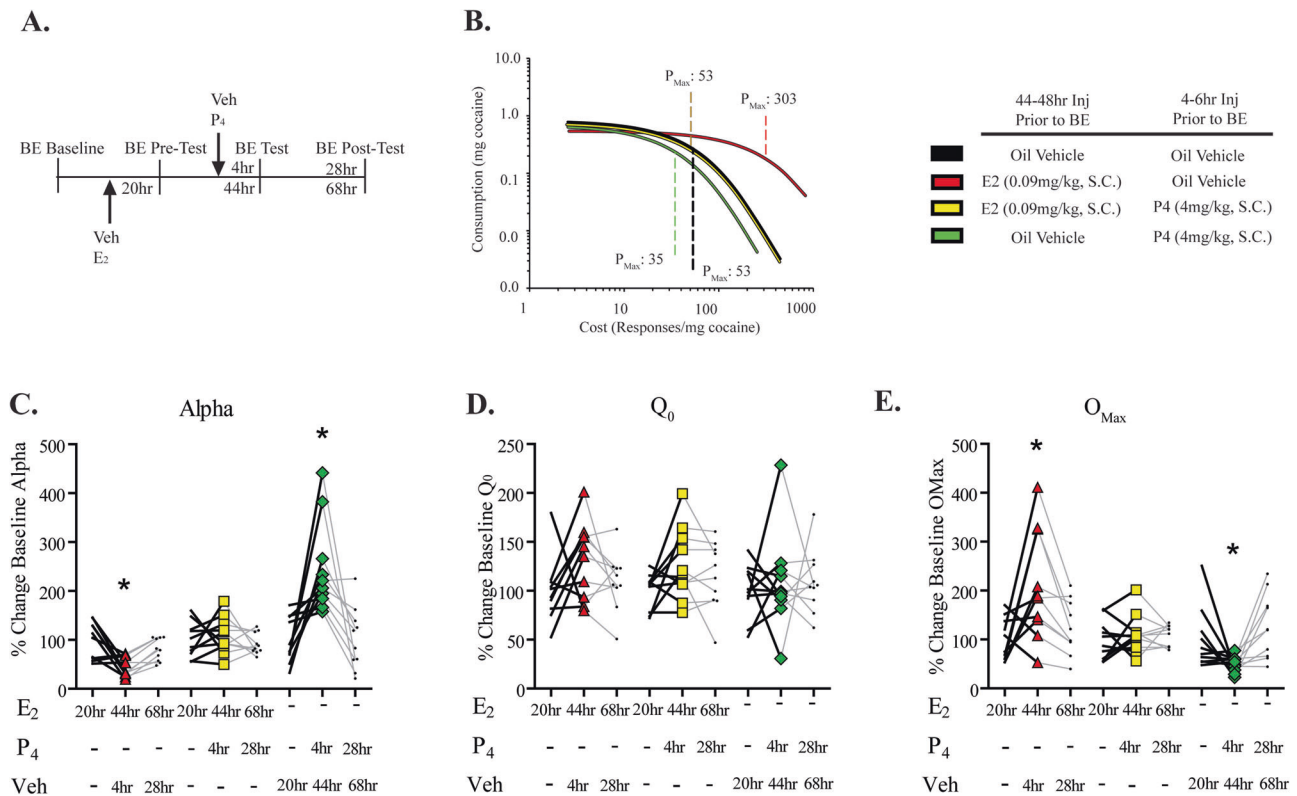 A.
Veh
P4
BE Baseline BE Pre-Test BE Test BE Post-Test
4hr 28hr
20hr 44hr 68hr
Veh
E2
B.
Consumption (mg cocaine)
10.0
1.0
0.1
0.0
0.0
PMax: 53
PMax: 303
PMax: 35
PMax: 53
1 10 100 1000
Cost (Responses/mg cocaine)
44-48hr Inj 4-6hr Inj
Prior to BE Prior to BE
Oil Vehicle Oil Vehicle
E2 (0.09mg/kg, S.C.) Oil Vehicle
E2 (0.09mg/kg, S.C.) P4 (4mg/kg, S.C.)
Oil Vehicle P4 (4mg/kg, S.C.)
C.
Alpha
% Change Baseline Alpha
500
400
300
200
100
0
*
*
E2 20hr 44hr 68hr 20hr 44hr 68hr - - -
P4 - - - - 4hr 28hr - 4hr 28hr
Veh - 4hr 28hr - - - 20hr 44hr 68hr
D.
Q0
% Change Baseline Q0
250
200
150
100
50
0
20hr 44hr 68hr 20hr 44hr 68hr - - -
- - - - 4hr 28hr - 4hr 28hr
- 4hr 28hr - - - 20hr 44hr 68hr
E.
OMax
% Change Baseline OMax
500
400
300
200
100
0
*
*
E2 20hr 44hr 68hr 20hr 44hr 68hr - - -
P4 - - - - 4hr 28hr - 4hr 28hr
Veh - 4hr 28hr - - - 20hr 44hr 68hr